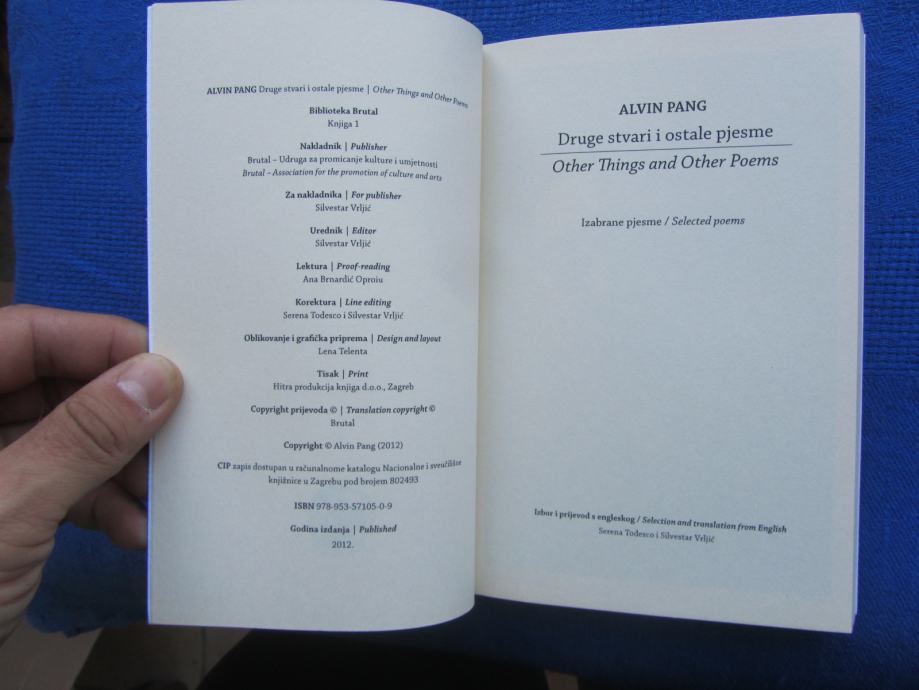 ALVIN PANG Druge stvari i ostale pjesme | Other Things and Other Poems
Biblioteka Brutal
Knjiga 1
Nakladnik | Publisher
Brutal – Udruga za promicanje kulture i umjetnosti
Brutal – Association for the promotion of culture and arts
Za nakladnika | For publisher
Silvestar Vrljić
Urednik | Editor
Silvestar Vrljić
Lektura | Proof-reading
Ana Brnardić Oproiu
Korektura | Line editing
Serena Todesco i Silvestar Vrljić
Oblikovanje i grafička priprema | Design and layout
Lena Telenta
Tisak | Print
Hitra produkcija knjiga d.o.o., Zagreb
Copyright prijevoda © | Translation copyright ©
Brutal
Copyright © Alvin Pang (2012)
CIP zapis dostupan u računalnome katalogu Nacionalne i sveučilišne
knjižnice u Zagrebu pod brojem 802493
ISBN 978-953-57105-0-9
Godina izdanja | Published
2012.
ALVIN PANG
Druge stvari i ostale pjesme
Other Things and Other Poems
Izabrane pjesme / Selected poems
Izbor i prijevod s engleskog / Selection and translation from English
Serena Todesco i Silvestar Vrljić